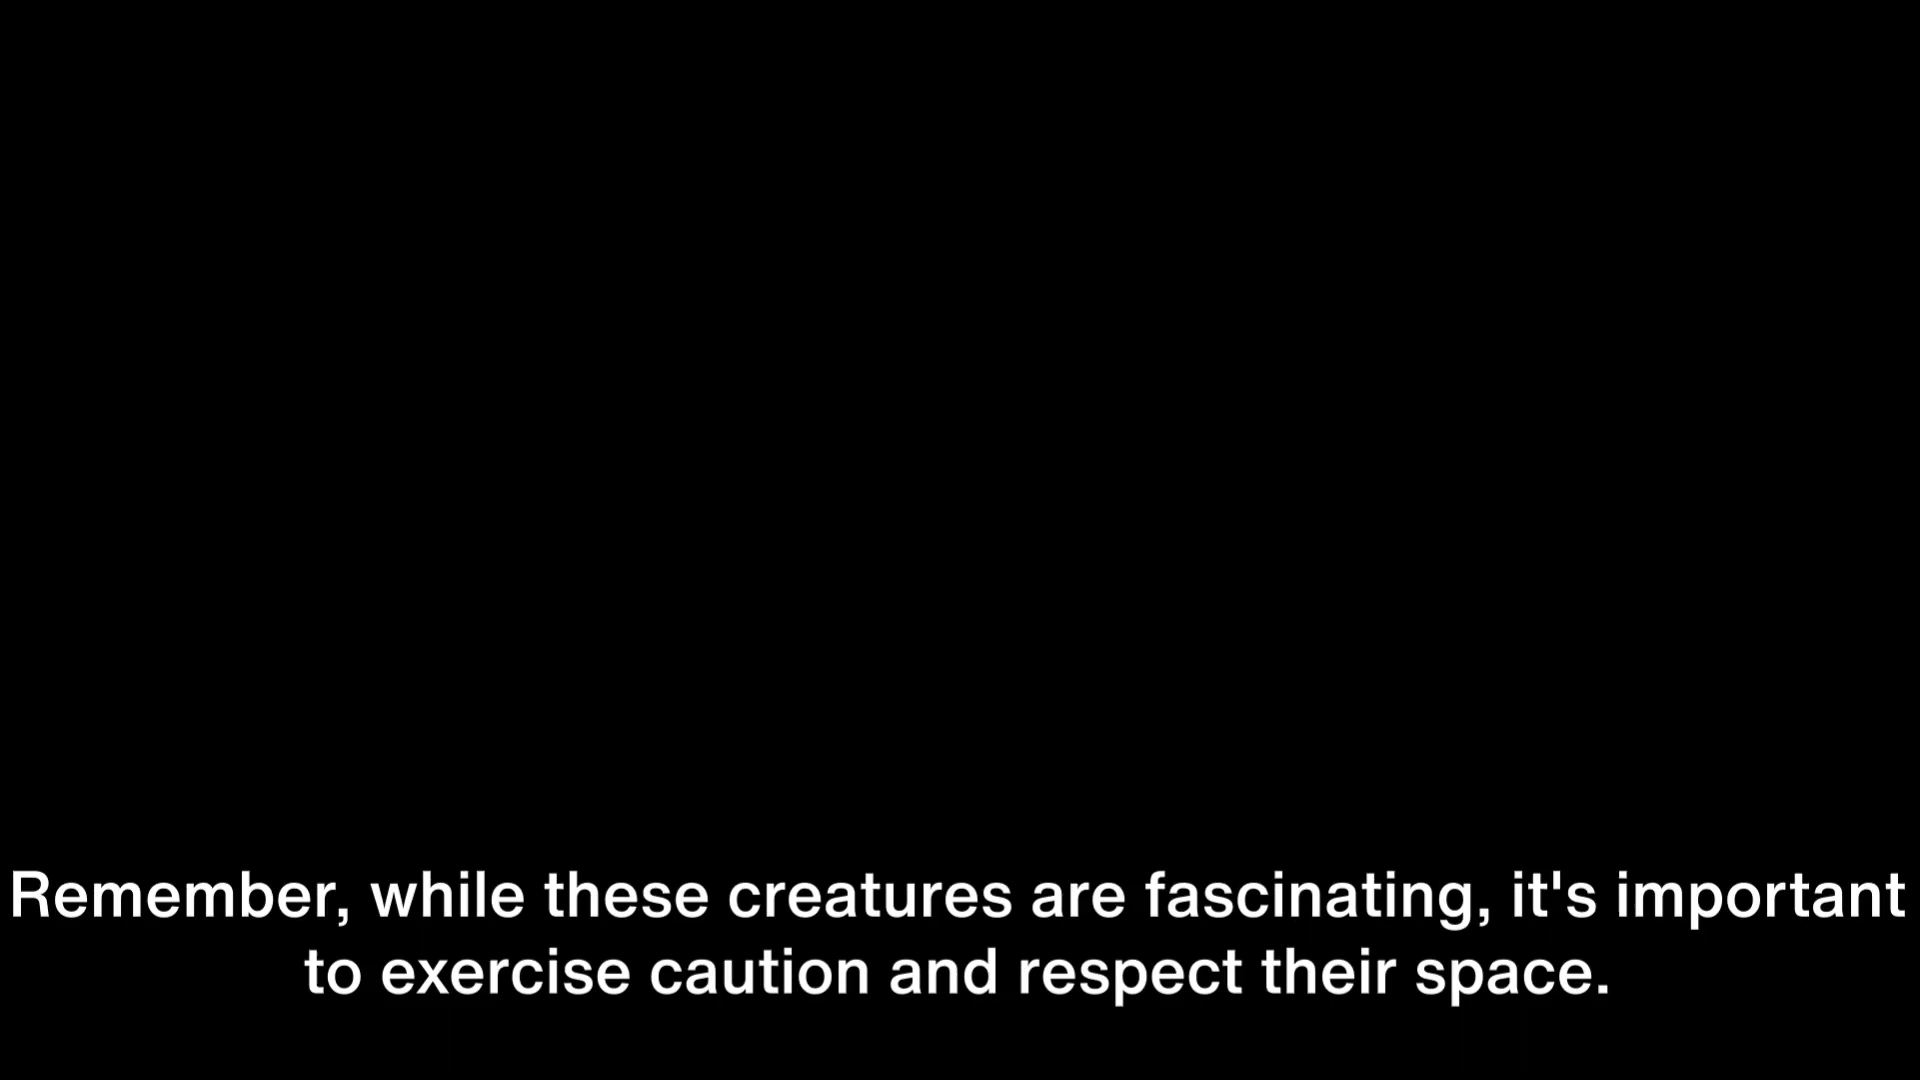 Remember, while these creatures are fascinating, it's important
to exercise caution and respect their space.